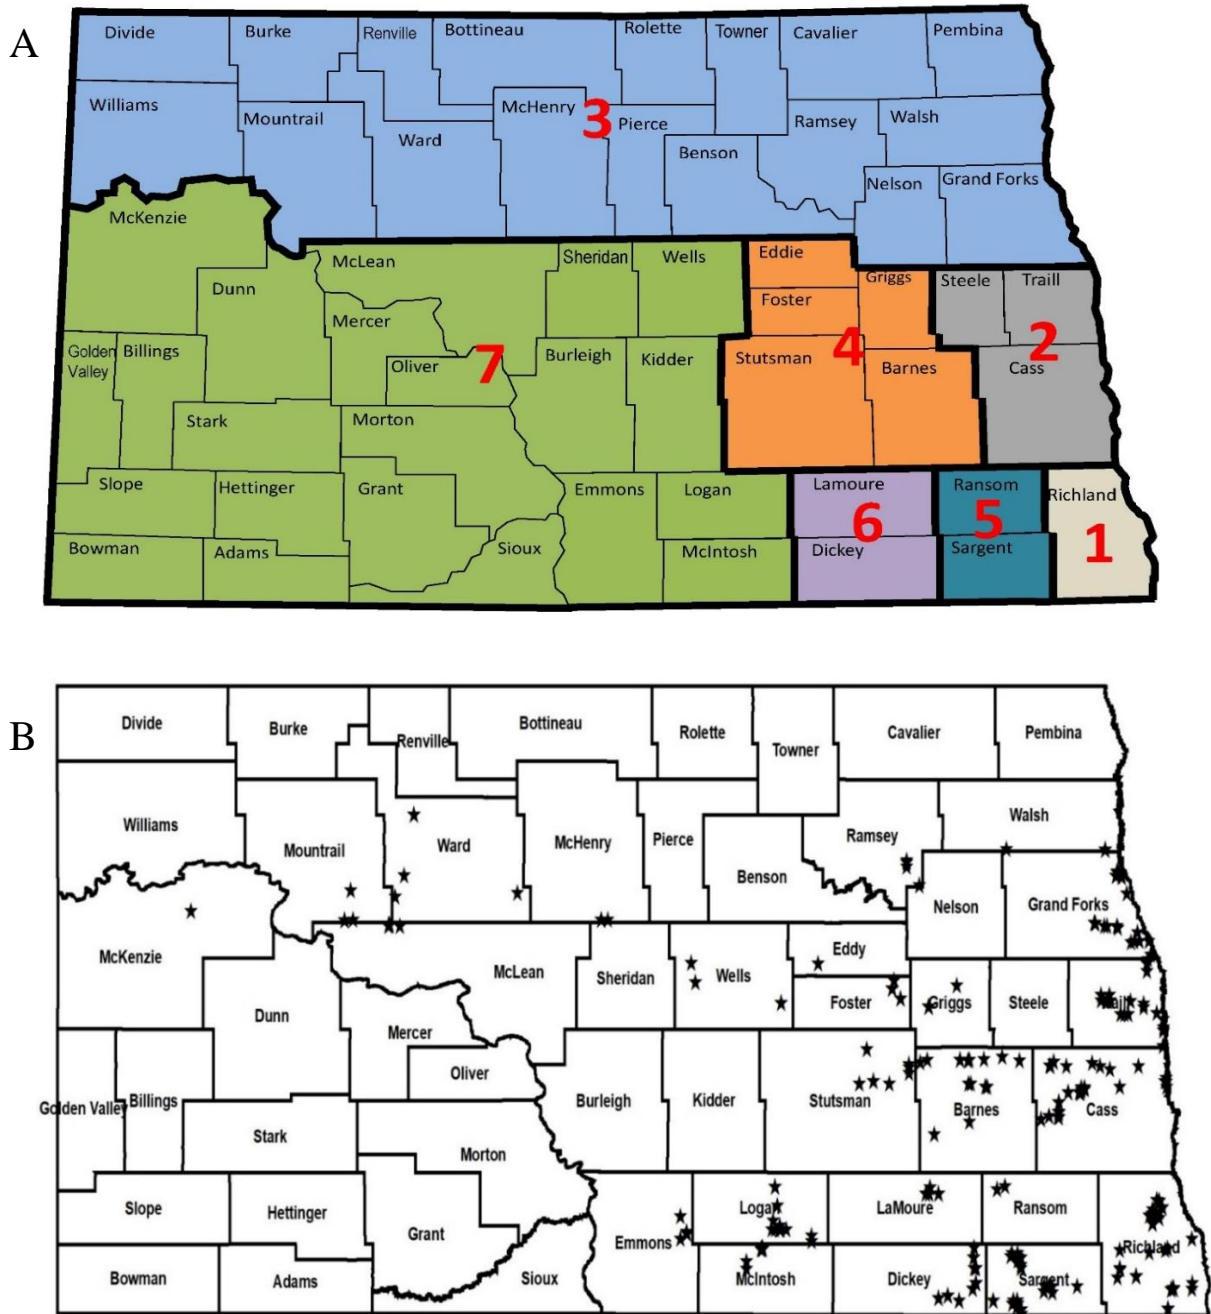 A
Divide Burke Renville Bottineau Rolette Towner Cavalier Pembina
Williams Mountrail Ward McHenry 3 Pierce Ramsey Walsh
Benson Nelson Grand Forks
McKenzie
McLean Sheridan Wells Eddie Griggs Steele Traill
Dunn Mercer Foster
Golden Valley Billings Oliver 7 Burleigh Kidder Stutsman 4 Barnes 2 Cass
Stark Morton
Slope Hettinger Grant Emmons Logan Lamoure Ransom Richland
6 5 1
Bowman Adams Sioux McIntosh Dickey Sargent
B
Divide Burke Renville Bottineau Rolette Towner Cavalier Pembina
Williams Mountrail Ward McHenry Pierce Ramsey Walsh
Benson Nelson Grand Forks
McKenzie McLean Sheridan Wells Eddy
Dunn Mercer Foster Griggs Steele
Oliver
Golden Valley Billings Burleigh Kidder Stutsman Barnes Cass
Stark Morton
Slope Hettinger Grant Emmons Logan LaMoure Ransom Richland
Bowman Adams Sioux McIntosh Dickey Sargent